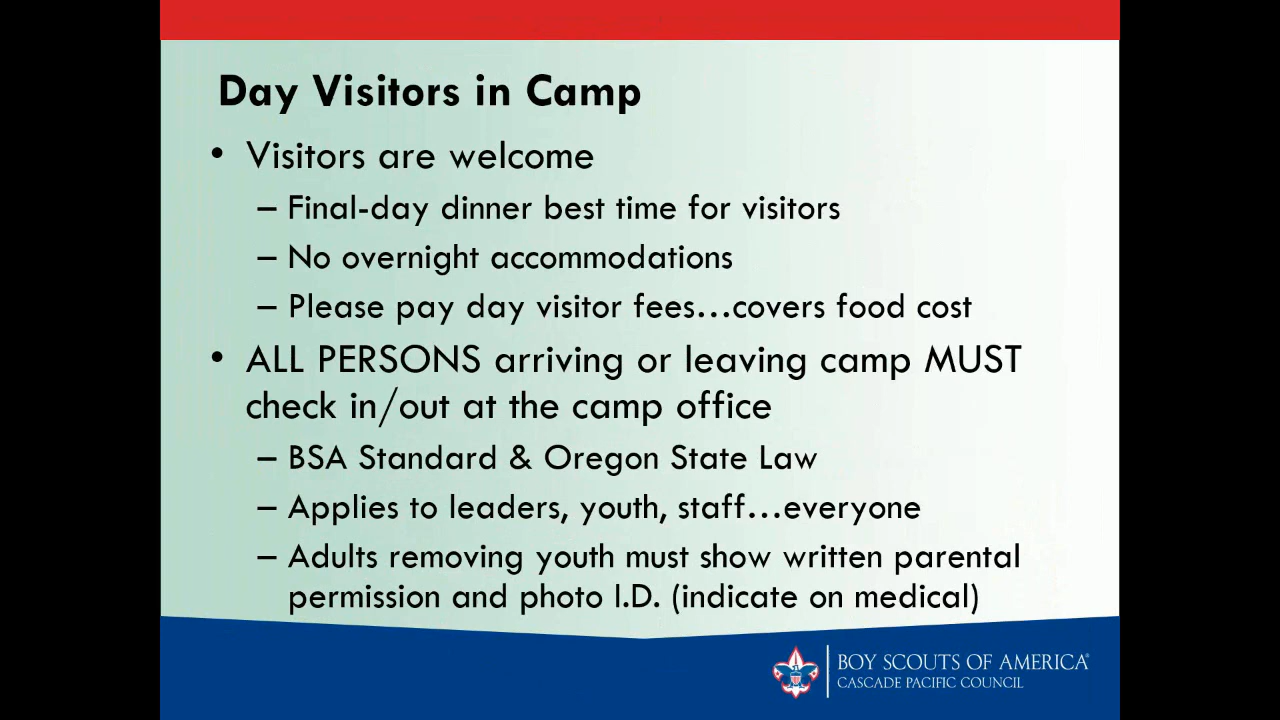 Day Visitors in Camp
• Visitors are welcome
– Final-day dinner best time for visitors
– No overnight accommodations
– Please pay day visitor fees…covers food cost
• ALL PERSONS arriving or leaving camp MUST
check in/out at the camp office
– BSA Standard & Oregon State Law
– Applies to leaders, youth, staff…everyone
– Adults removing youth must show written parental
permission and photo I.D. (indicate on medical)
BOY SCOUTS OF AMERICA®
CASCADE PACIFIC COUNCIL